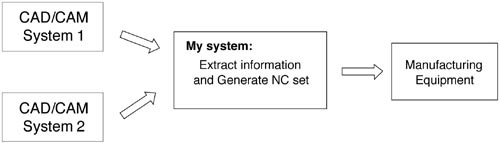 CAD/CAM
System 1
CAD/CAM
System 2
My system:
Extract information
and Generate NC set
Manufacturing
Equipment